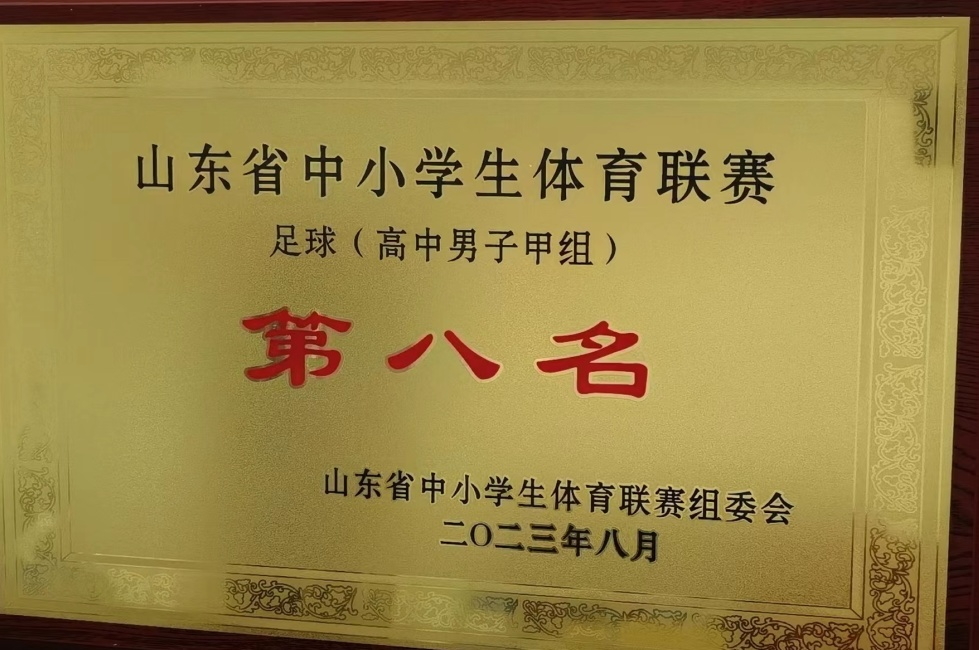 山东省中小学生体育联赛
足球（高中男子甲组）
第八名
山东省中小学生体育联赛组委会
二〇二三年八月